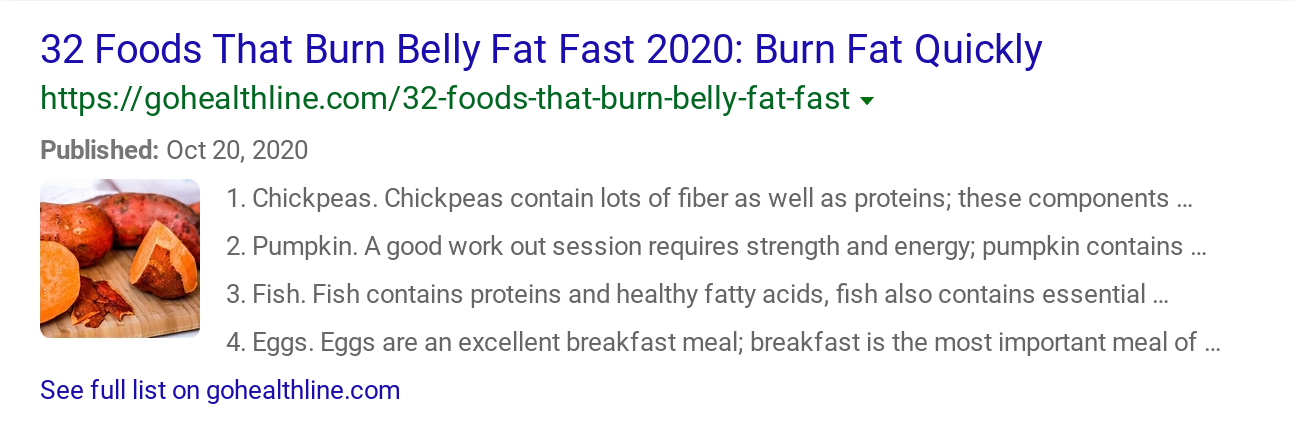 32 Foods That Burn Belly Fat Fast 2020: Burn Fat Quickly
https://gohealthline.com/32-foods-that-burn-belly-fat-fast
Published: Oct 20, 2020
1. Chickpeas. Chickpeas contain lots of fiber as well as proteins; these components ...
2. Pumpkin. A good work out session requires strength and energy; pumpkin contains ...
3. Fish. Fish contains proteins and healthy fatty acids, fish also contains essential ...
4. Eggs. Eggs are an excellent breakfast meal; breakfast is the most important meal of ...
See full list on gohealthline.com